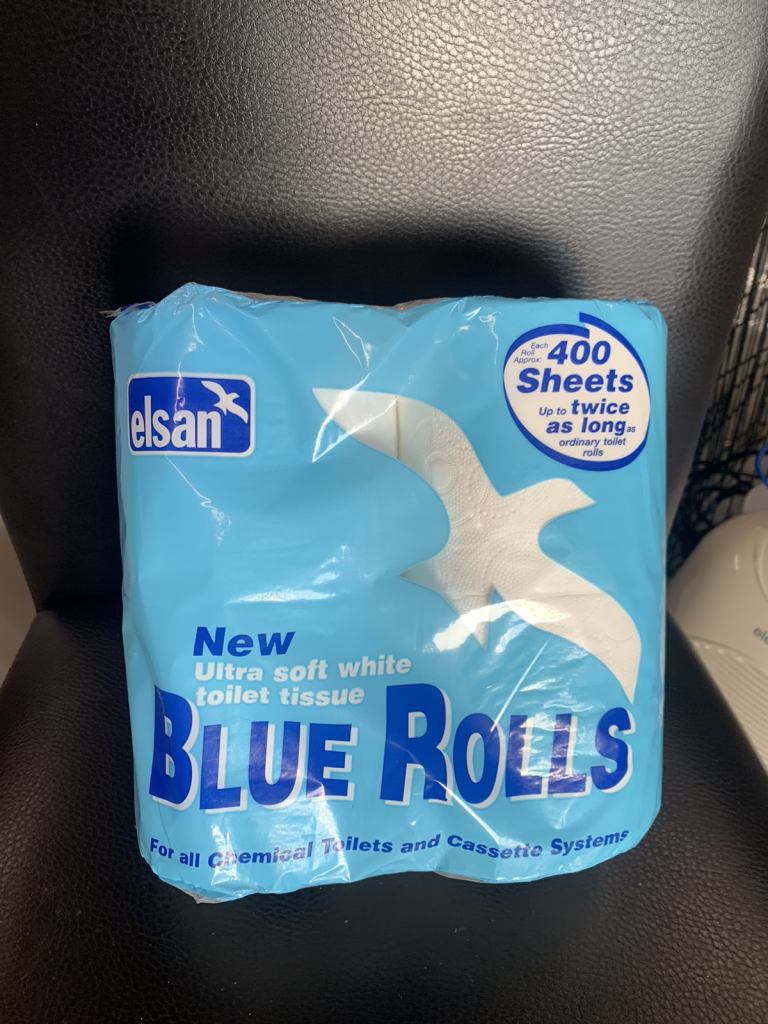 elsan
Each
Roll
Approx:
400
Sheets
Up to twice
as long as
ordinary toilet
rolls
New
Ultra soft white
toilet tissue
BLUE ROLLS
For all Chemical Toilets and Cassette Systems